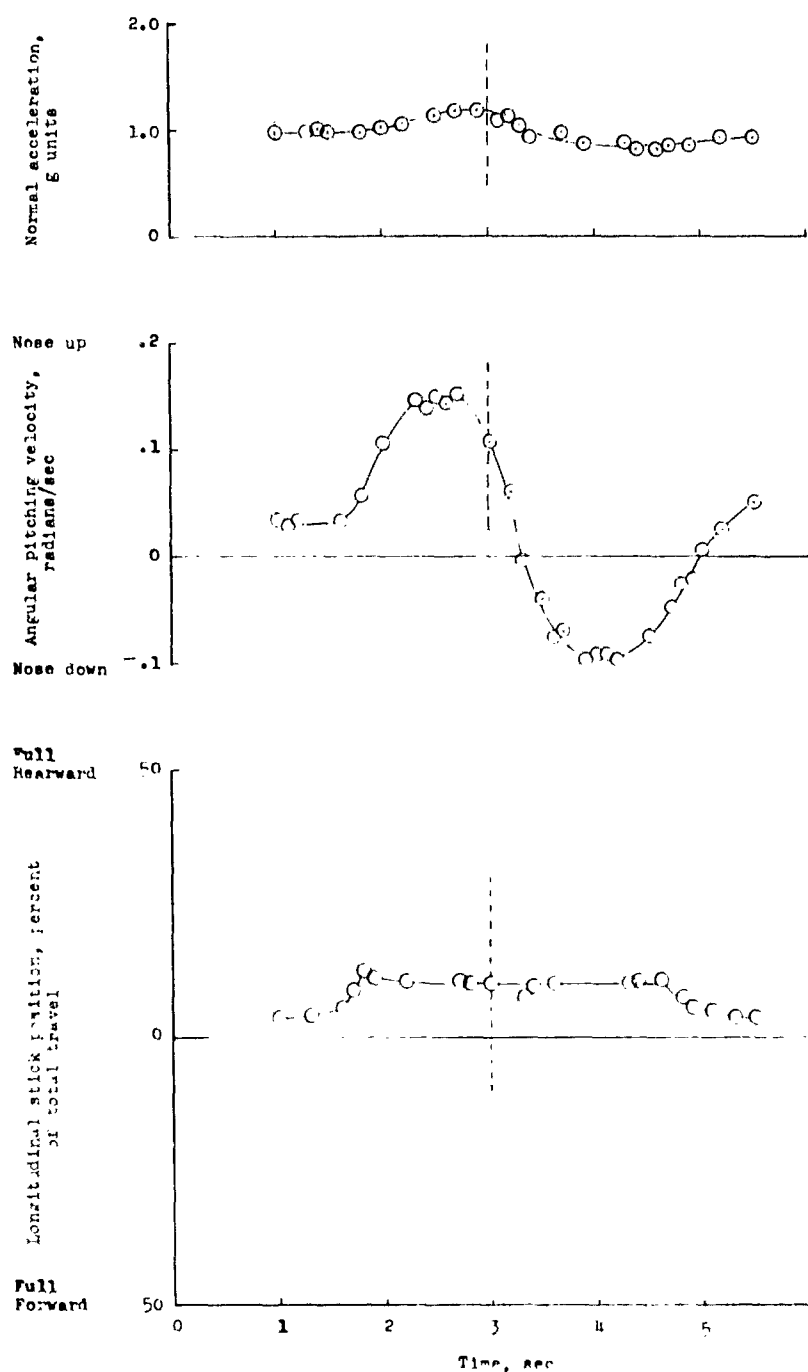 Normal acceleration,
g units
2.0
1.0
0
Nose up
Angular pitching velocity,
radians/sec
.2
.1
0
-.1
Nose down
Full
Rearward
Longitudinal stick position, percent
of total travel
50
0
50
Full
Forward
0 1 2 3 4 5
Time, sec